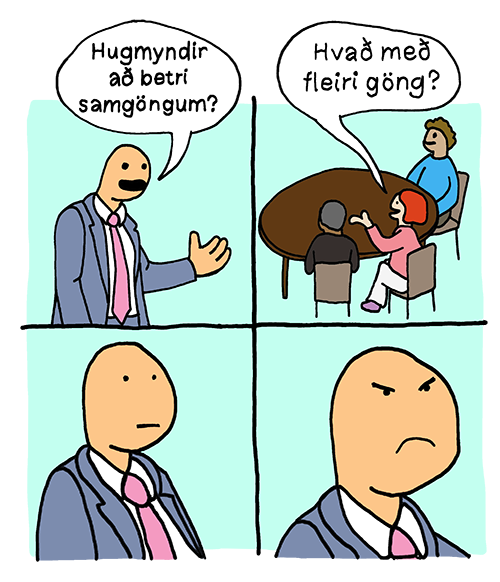 Hugmyndir
að betri
samgöngum?
Hvað með
fleiri göng?